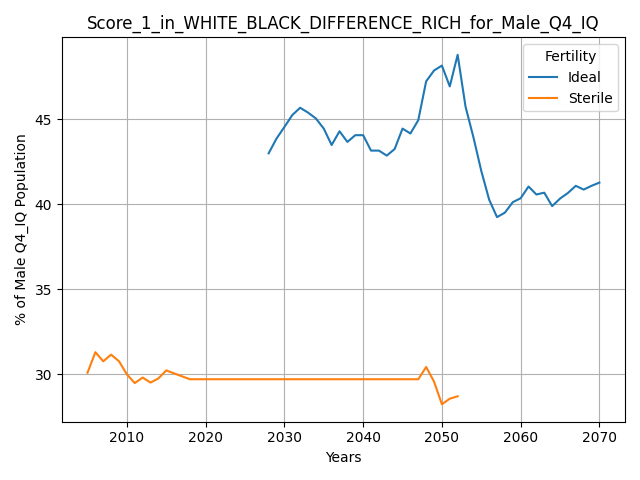 Score_1_in_WHITE_BLACK_DIFFERENCE_RICH_for_Male_Q4_IQ
Fertility
Ideal
Sterile
% of Male Q4_IQ Population
45
40
35
30
2010 2020 2030 2040 2050 2060 2070
Years